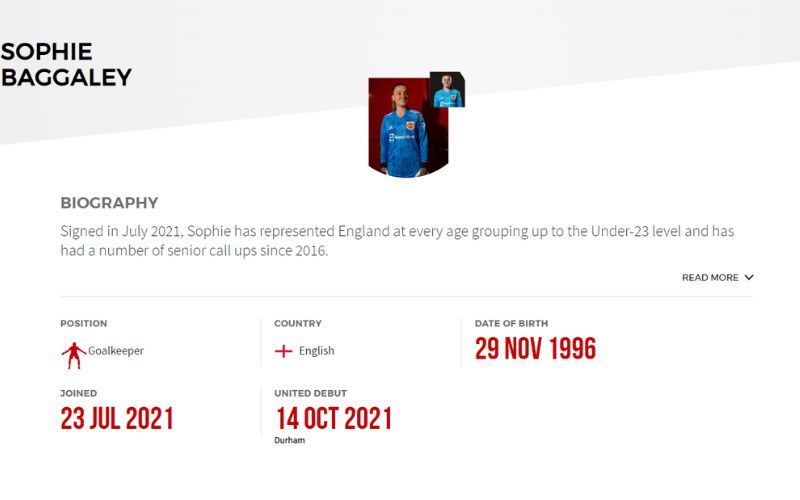 SOPHIE
BAGGALEY
BIOGRAPHY
Signed in July 2021, Sophie has represented England at every age grouping up to the Under-23 level and has
had a number of senior call ups since 2016.
READ MORE
POSITION
Goalkeeper
COUNTRY
English
DATE OF BIRTH
29 NOV 1996
JOINED
23 JUL 2021
UNITED DEBUT
14 OCT 2021
Durham